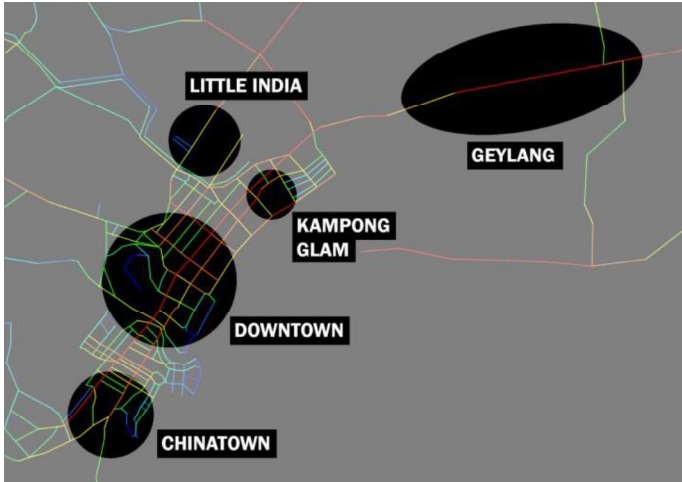 LITTLE INDIA
GEYLANG
KAMPONG
GLAM
DOWNTOWN
CHINATOWN